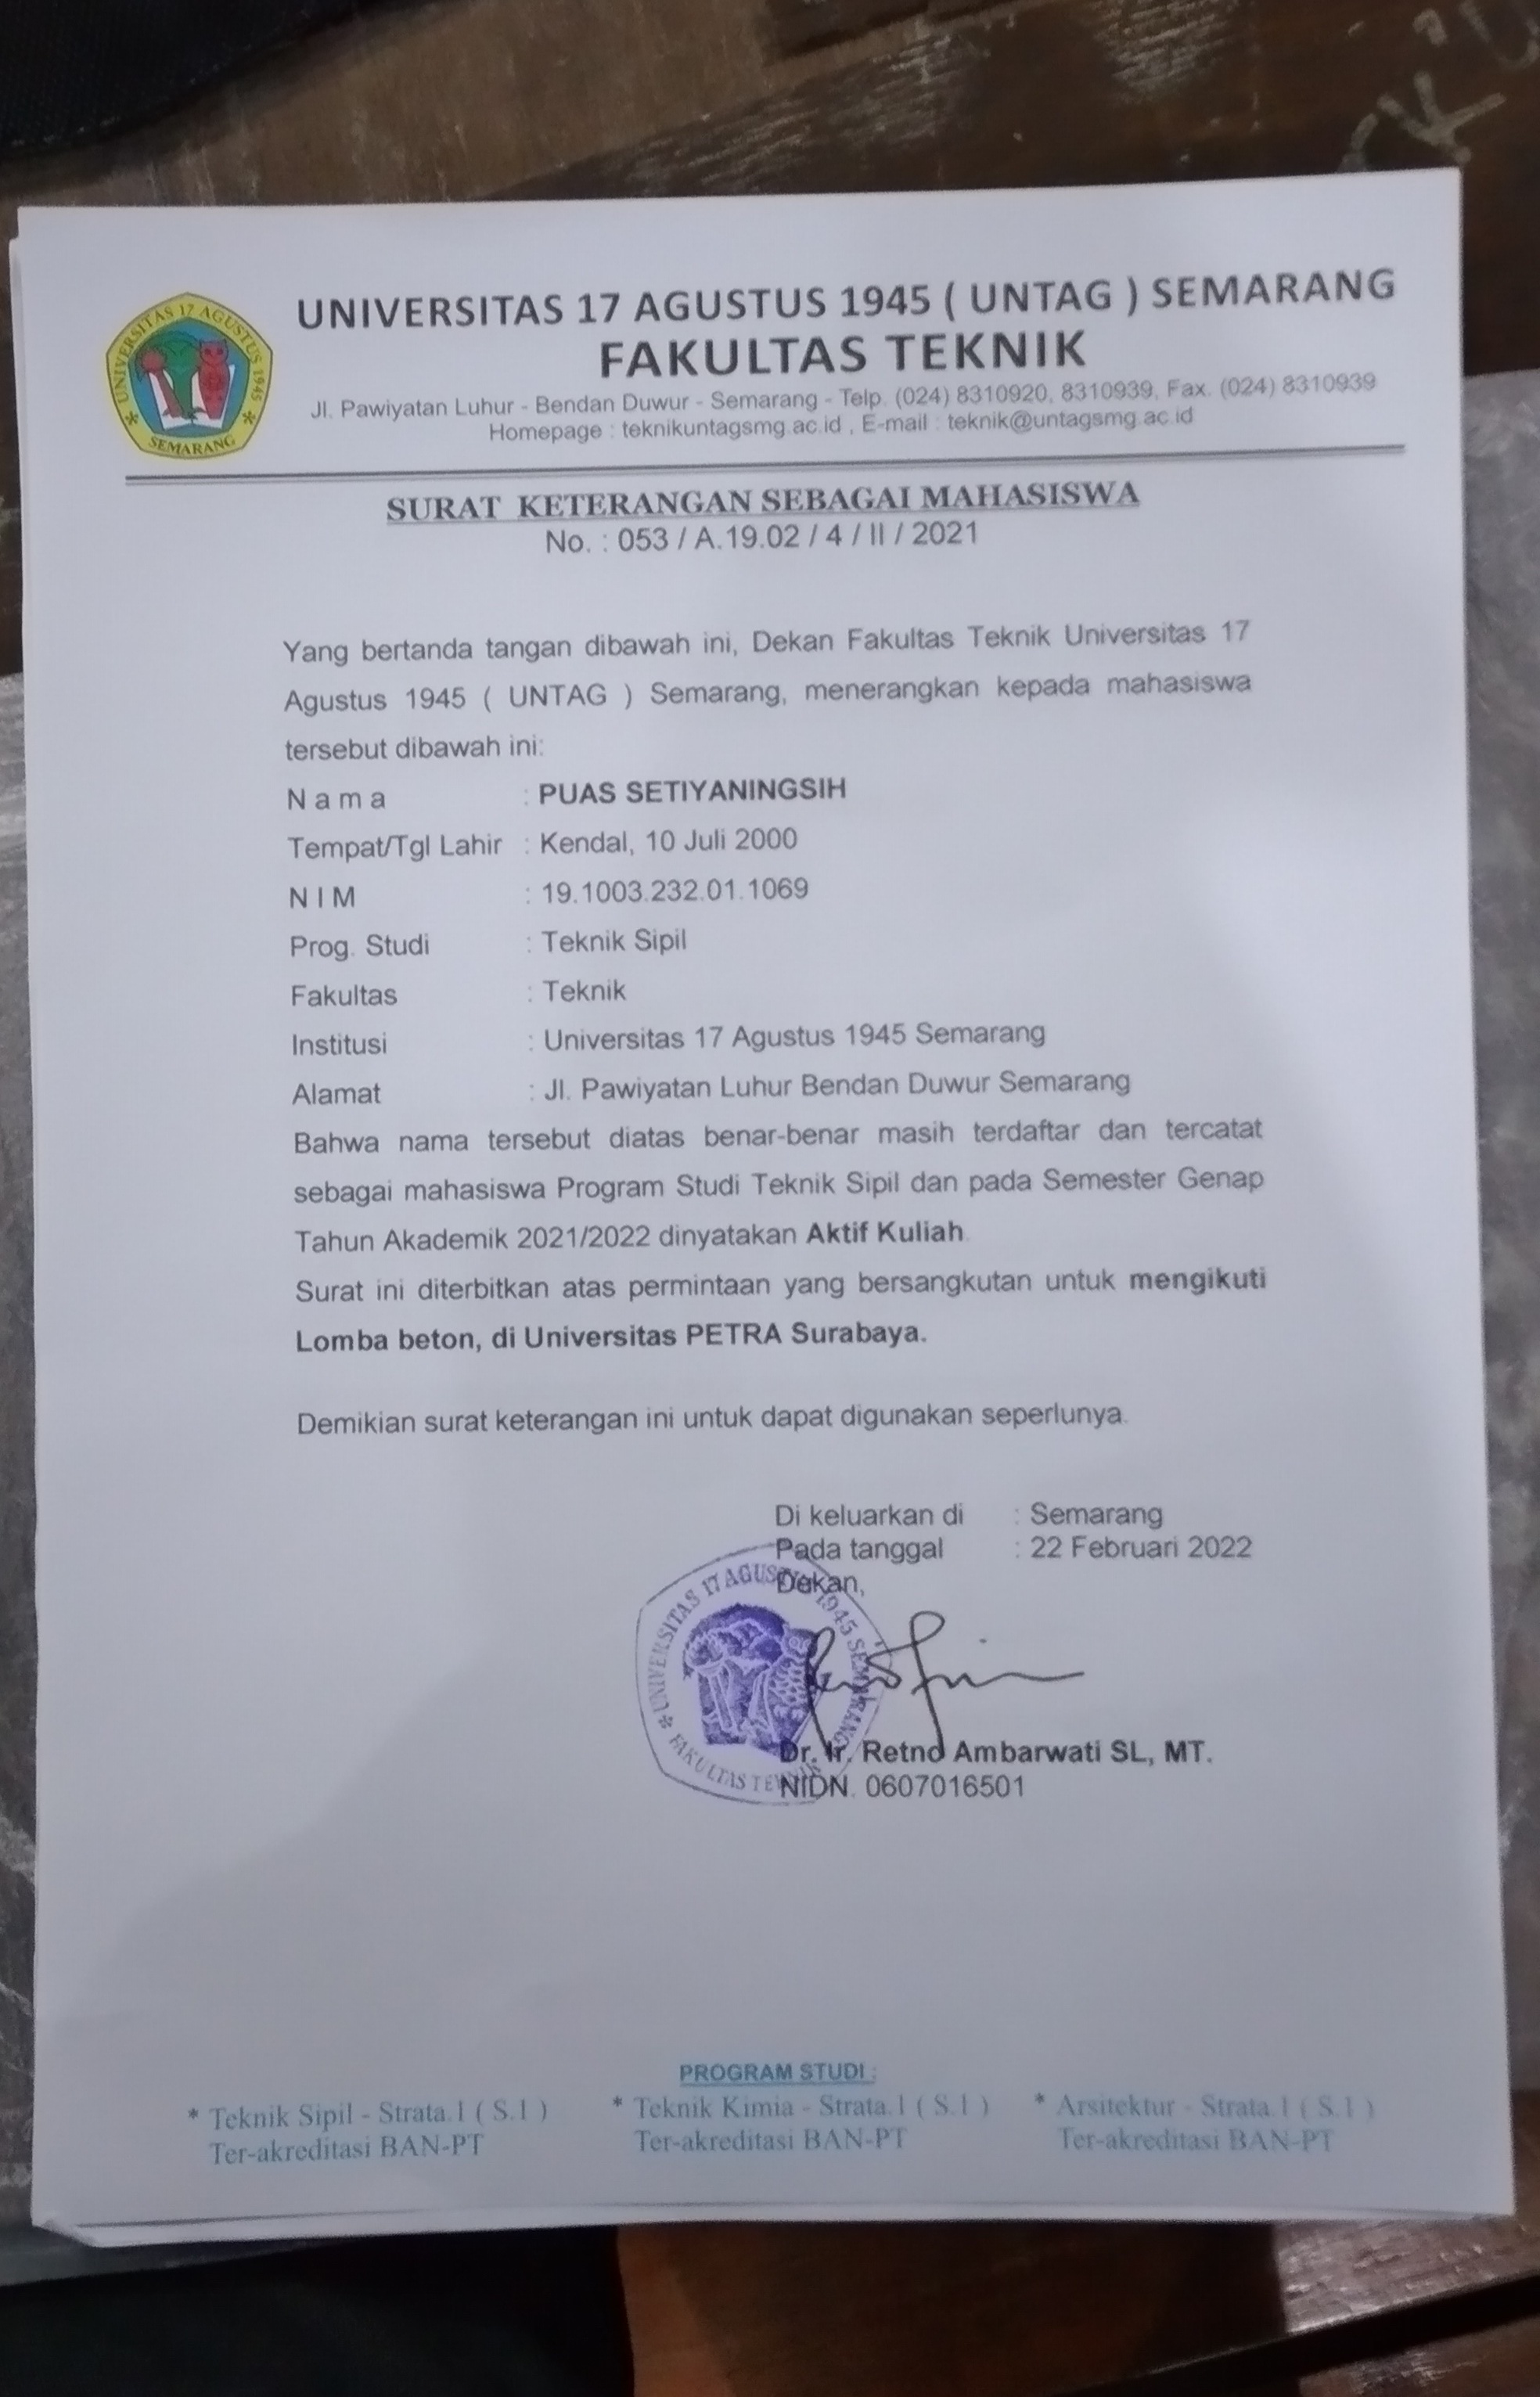 UNIVERSITAS 17 AGUSTUS 1945 ( UNTAG ) SEMARANG
FAKULTAS TEKNIK
Jl. Pawiyatan Luhur - Bendan Duwur - Semarang - Telp. (024) 8310920, 8310939, Fax. (024) 8310939
Homepage : teknikuntagsmg.ac.id , E-mail : teknik@untagsmg.ac.id
UNIVERSITAS 17 AGUSTUS 1945
SEMARANG
SURAT KETERANGAN SEBAGAI MAHASISWA
No. : 053 / A.19.02 / 4 / II / 2021
Yang bertanda tangan dibawah ini, Dekan Fakultas Teknik Universitas 17
Agustus 1945 ( UNTAG ) Semarang, menerangkan kepada mahasiswa
tersebut dibawah ini:
N a m a : PUAS SETIYANINGSIH
Tempat/Tgl Lahir : Kendal, 10 Juli 2000
N I M : 19.1003.232.01.1069
Prog. Studi : Teknik Sipil
Fakultas : Teknik
Institusi : Universitas 17 Agustus 1945 Semarang
Alamat : Jl. Pawiyatan Luhur Bendan Duwur Semarang
Bahwa nama tersebut diatas benar-benar masih terdaftar dan tercatat
sebagai mahasiswa Program Studi Teknik Sipil dan pada Semester Genap
Tahun Akademik 2021/2022 dinyatakan Aktif Kuliah.
Surat ini diterbitkan atas permintaan yang bersangkutan untuk mengikuti
Lomba beton, di Universitas PETRA Surabaya.
Demikian surat keterangan ini untuk dapat digunakan seperlunya.
Di keluarkan di : Semarang
Pada tanggal : 22 Februari 2022
Dekan,
UNIVERSITAS 17 AGUSTUS 1945 SEMARANG
FAKULTAS TEKNIK
Dr. Ir. Retno Ambarwati SL, MT.
NIDN. 0607016501
PROGRAM STUDI :
* Teknik Sipil - Strata.1 ( S.1 ) * Teknik Kimia - Strata.1 ( S.1 ) * Arsitektur - Strata.1 ( S.1 )
Ter-akreditasi BAN-PT Ter-akreditasi BAN-PT Ter-akreditasi BAN-PT